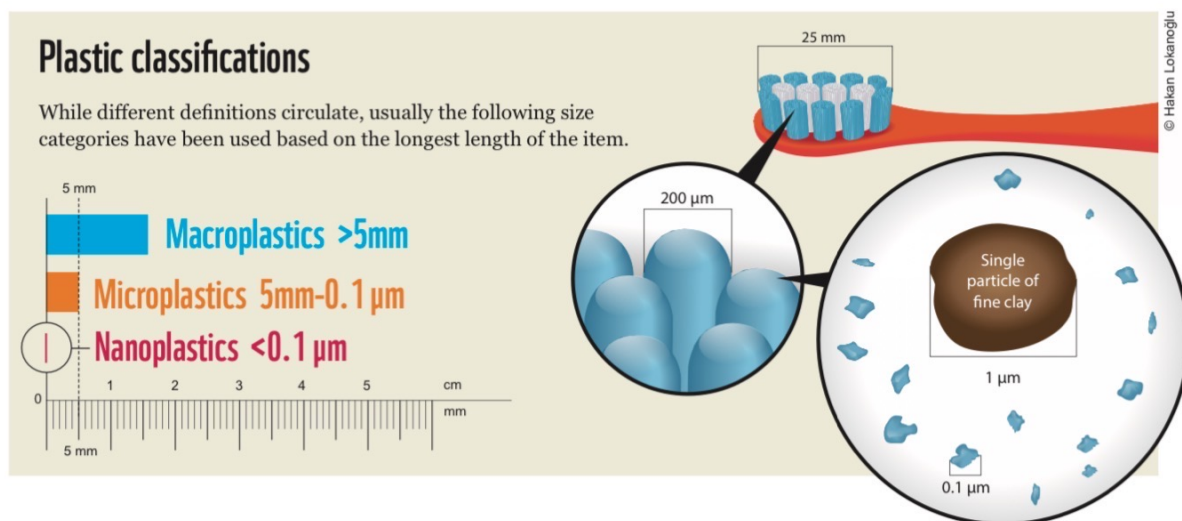 Plastic classifications
While different definitions circulate, usually the following size
categories have been used based on the longest length of the item.
5 mm
Macroplastics >5mm
Microplastics 5mm-0.1 µm
Nanoplastics <0.1 µm
0
1
2
3
4
5
cm
mm
5 mm
25 mm
200 µm
Single
particle of
fine clay
1 µm
0.1 µm
© Hakan Lokanoğlu